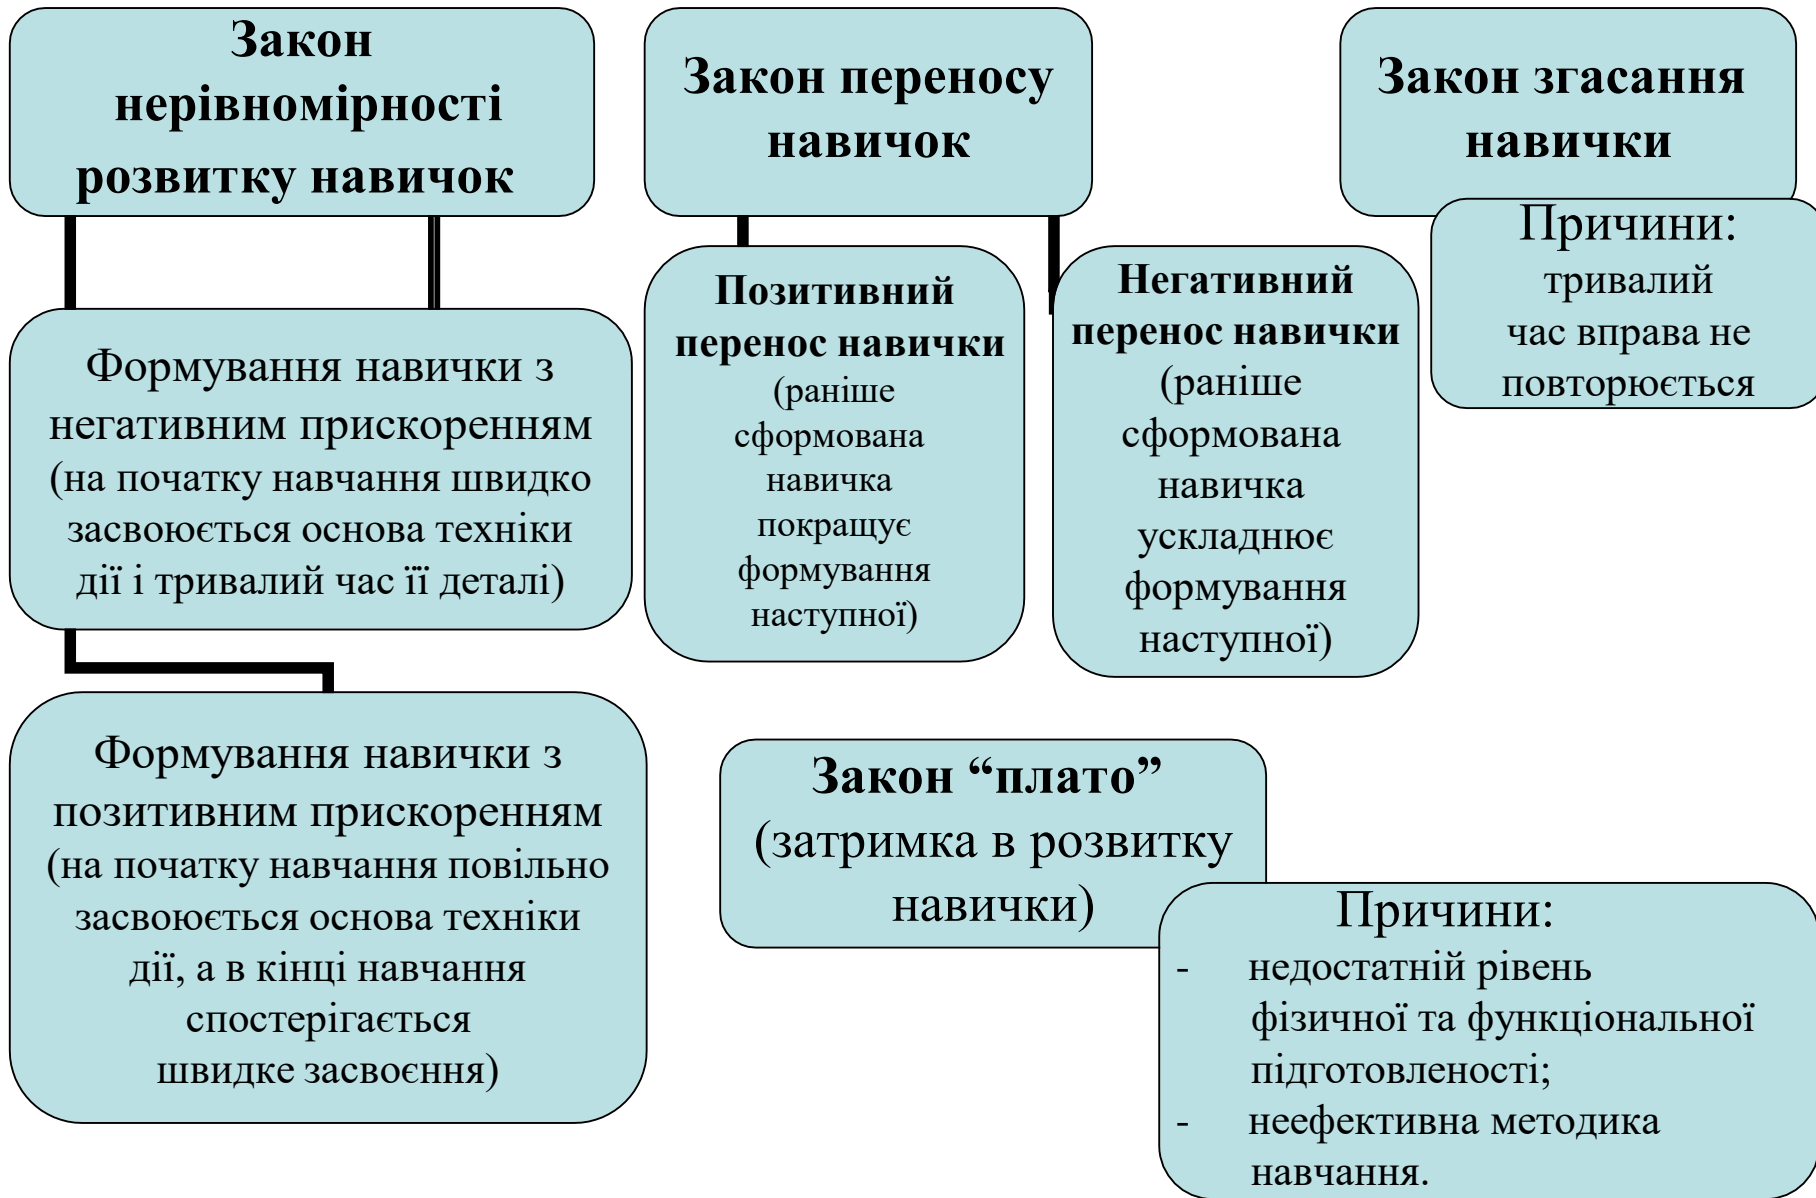 Закон
нерівномірності
розвитку навичок
Формування навички з
негативним прискоренням
(на початку навчання швидко
засвоюється основа техніки
дії і тривалий час її деталі)
Формування навички з
позитивним прискоренням
(на початку навчання повільно
засвоюється основа техніки
дії, а в кінці навчання
спостерігається
швидке засвоєння)
Закон переносу
навичок
Позитивний
перенос навички
(раніше
сформована
навичка
покращує
формування
наступної)
Негативний
перенос навички
(раніше
сформована
навичка
ускладнює
формування
наступної)
Закон згасання
навички
Причини:
тривалий
час вправа не
повторюється
Закон “плато”
(затримка в розвитку
навички)
Причини:
- недостатній рівень
фізичної та функціональної
підготовленості;
- неефективна методика
навчання.